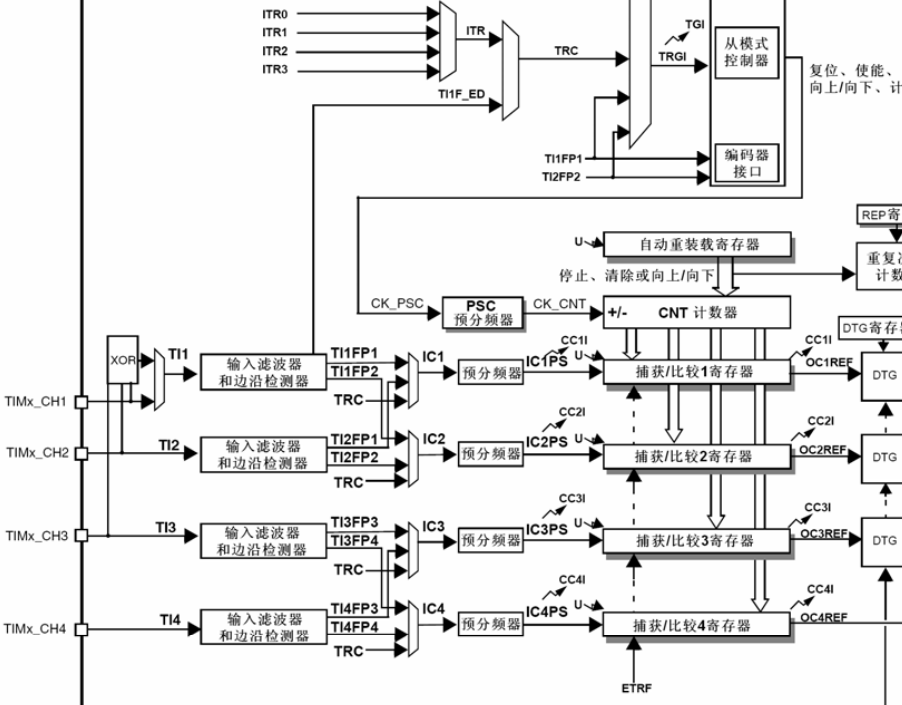 ITR0
ITR1
ITR2
ITR3
ITR
TRC
TI1F_ED
TGI
TRGI
从模式
控制器
复位、使能、
向上/向下、计
TI1FP1
TI2FP2
编码器
接口
REP寄
U
自动重装载寄存器
停止、清除或向上/向下
重复
计数
CK_PSC
PSC
预分频器
CK_CNT
+/-
CNT 计数器
DTG寄存器
XOR
TI1
输入滤波器
和边沿检测器
TI1FP1
TI1FP2
TRC
IC1
预分频器
CC1I
U
IC1PS
捕获/比较1寄存器
CC1I
OC1REF
DTG
TIMx_CH1
TIMx_CH2
TI2
输入滤波器
和边沿检测器
TI2FP1
TI2FP2
TRC
IC2
预分频器
CC2I
U
IC2PS
捕获/比较2寄存器
CC2I
OC2REF
DTG
TIMx_CH3
TI3
输入滤波器
和边沿检测器
TI3FP3
TI3FP4
TRC
IC3
预分频器
CC3I
U
IC3PS
捕获/比较3寄存器
CC3I
OC3REF
DTG
TIMx_CH4
TI4
输入滤波器
和边沿检测器
TI4FP3
TI4FP4
TRC
IC4
预分频器
CC4I
U
IC4PS
捕获/比较4寄存器
CC4I
OC4REF
ETRF